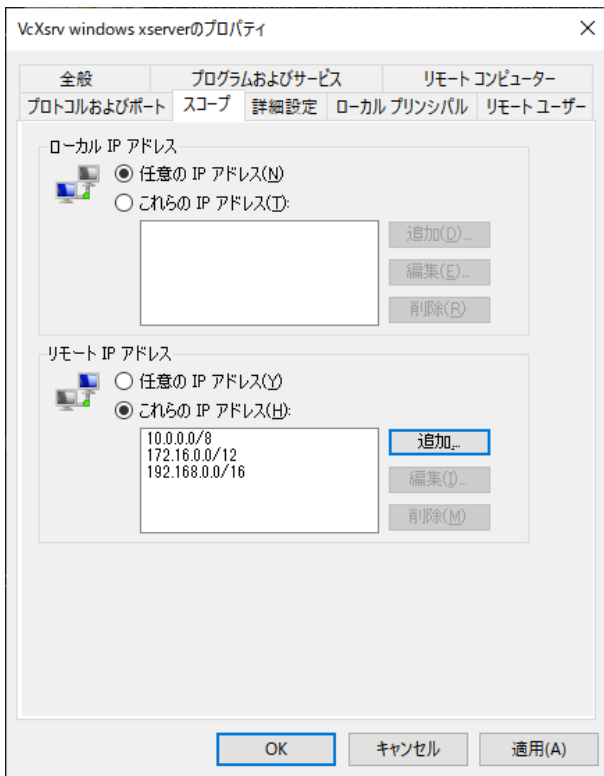 VcXsrv windows xserverのプロパティ
全般 プログラムおよびサービス リモート コンピューター
プロトコルおよびポート スコープ 詳細設定 ローカル プリンシパル リモート ユーザー
ローカル IP アドレス
任意の IP アドレス(N)
これらの IP アドレス(T):
追加(D)...
編集(E)...
削除(R)
リモート IP アドレス
任意の IP アドレス(Y)
これらの IP アドレス(H):
10.0.0.0/8
172.16.0.0/12
192.168.0.0/16
追加...
編集(I)...
削除(M)
OK キャンセル 適用(A)